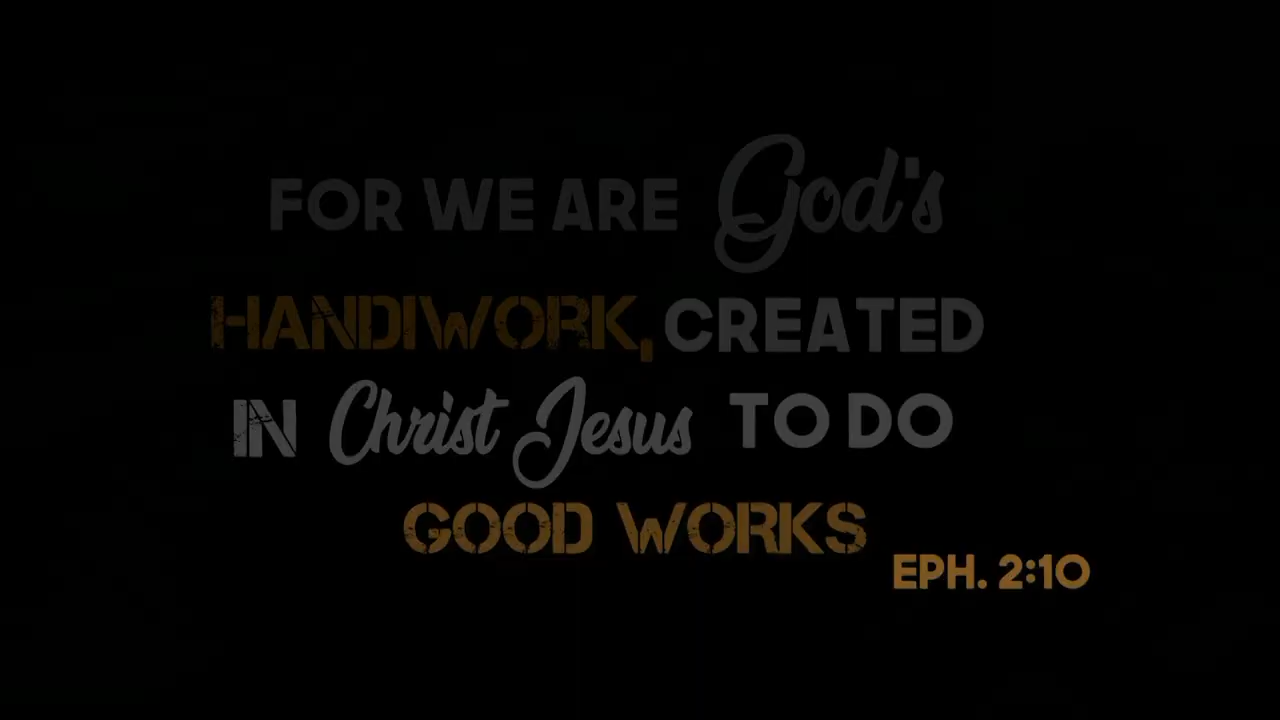 FOR WE ARE God's
HANDIWORK, CREATED
IN Christ Jesus TO DO
GOOD WORKS
EPH. 2:10